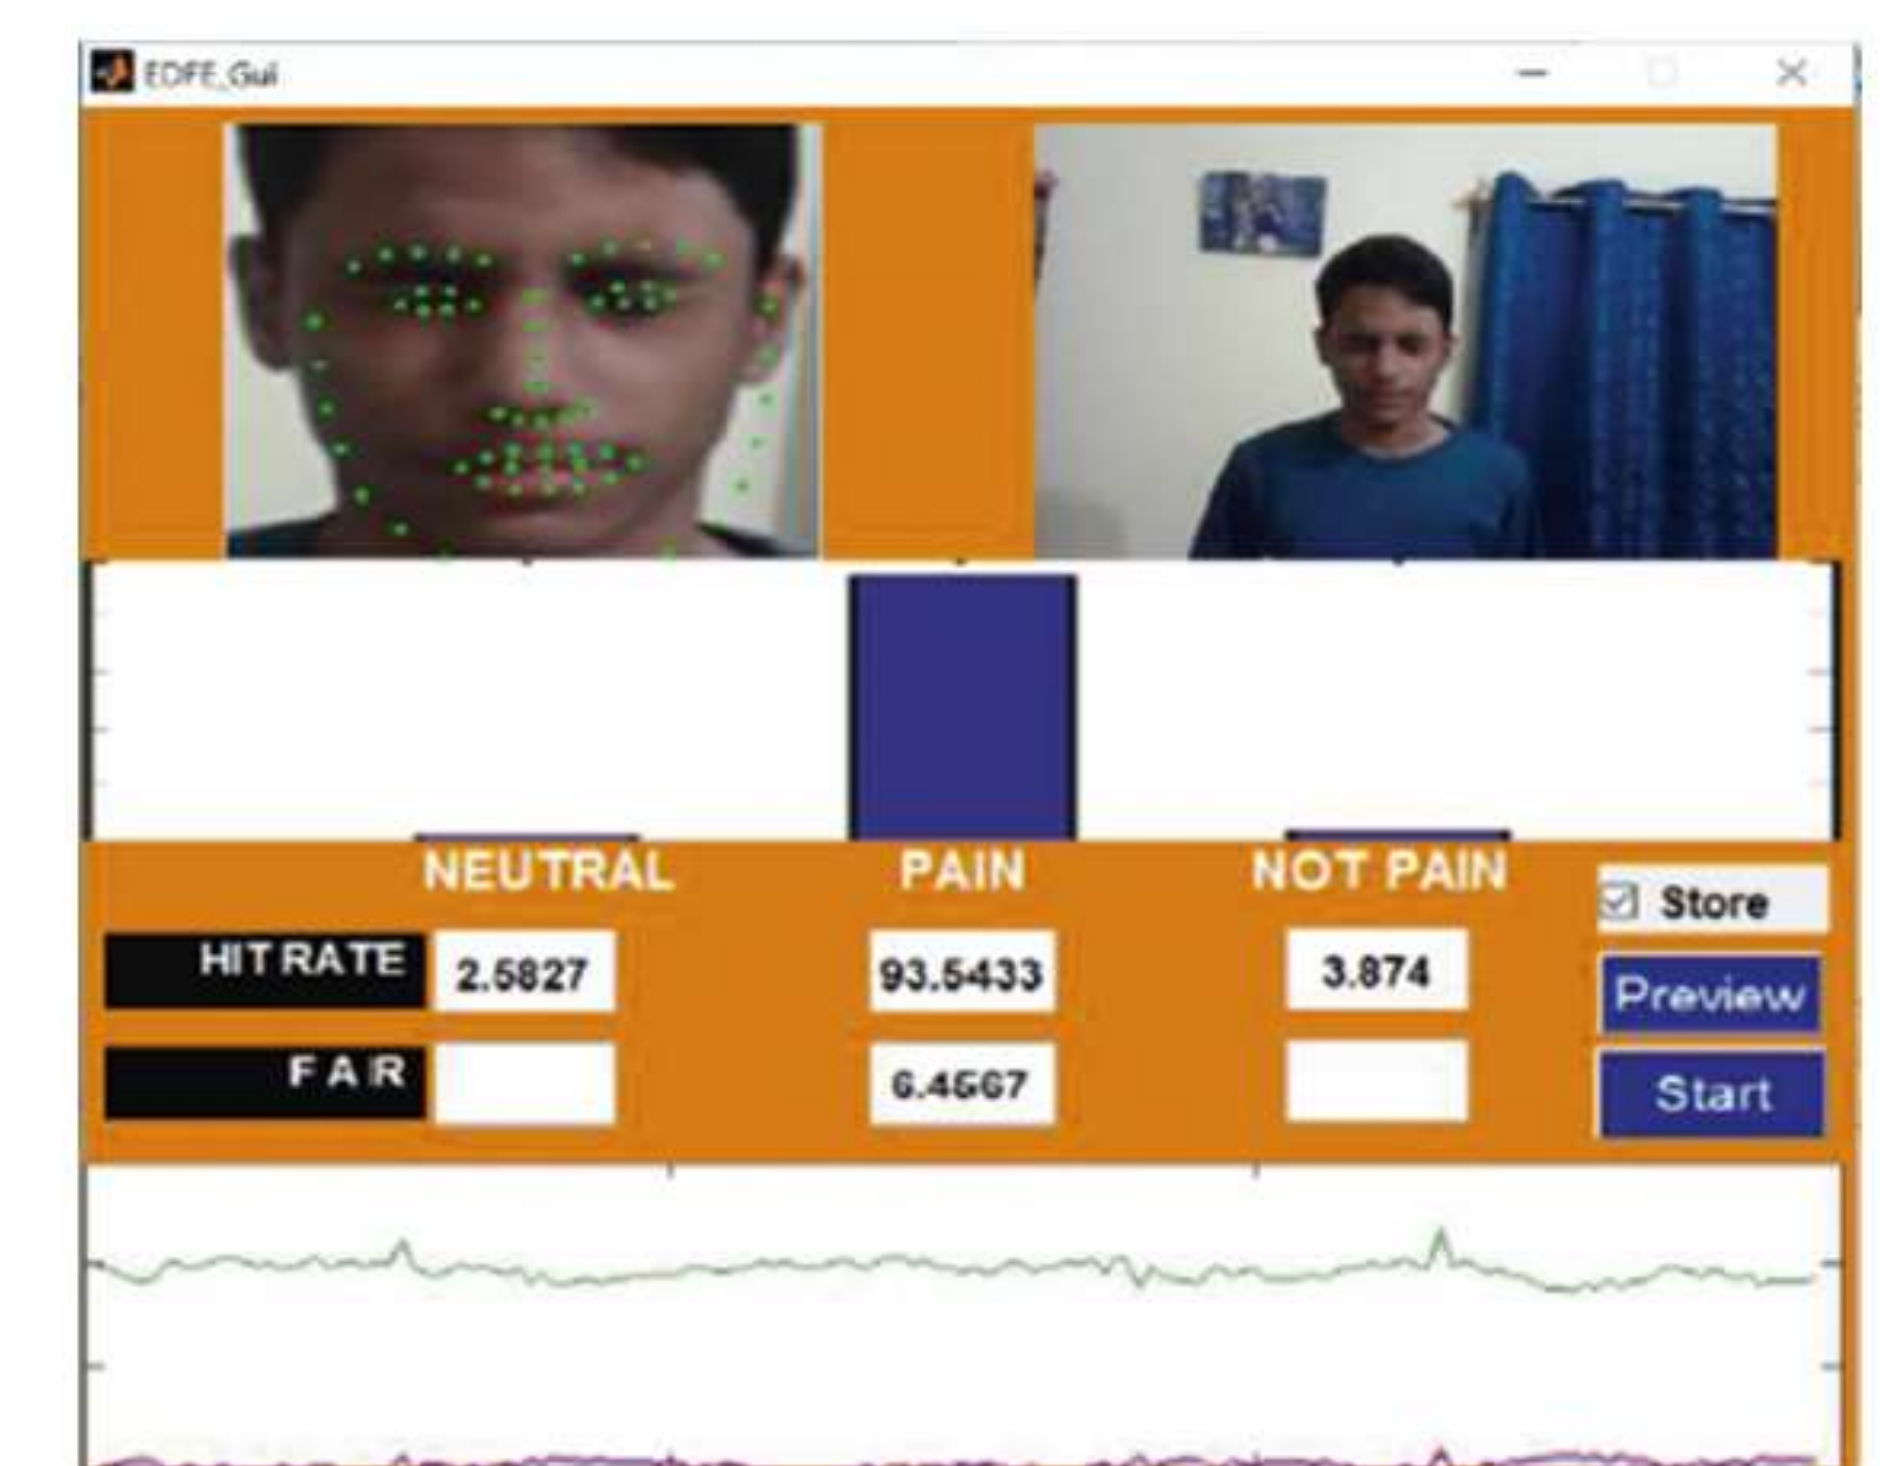 EDFE_Gui
NEUTRAL PAIN NOT PAIN
Store
HIT RATE 2.5827 93.5433 3.874
Preview
FAR 6.4567
Start